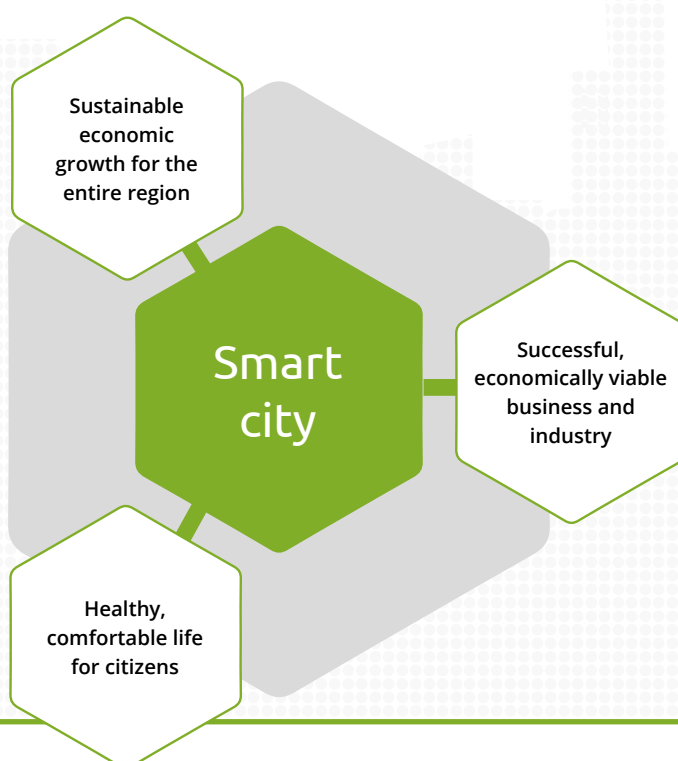 Sustainable
economic
growth for the
entire region
Smart
city
Successful,
economically viable
business and
industry
Healthy,
comfortable life
for citizens